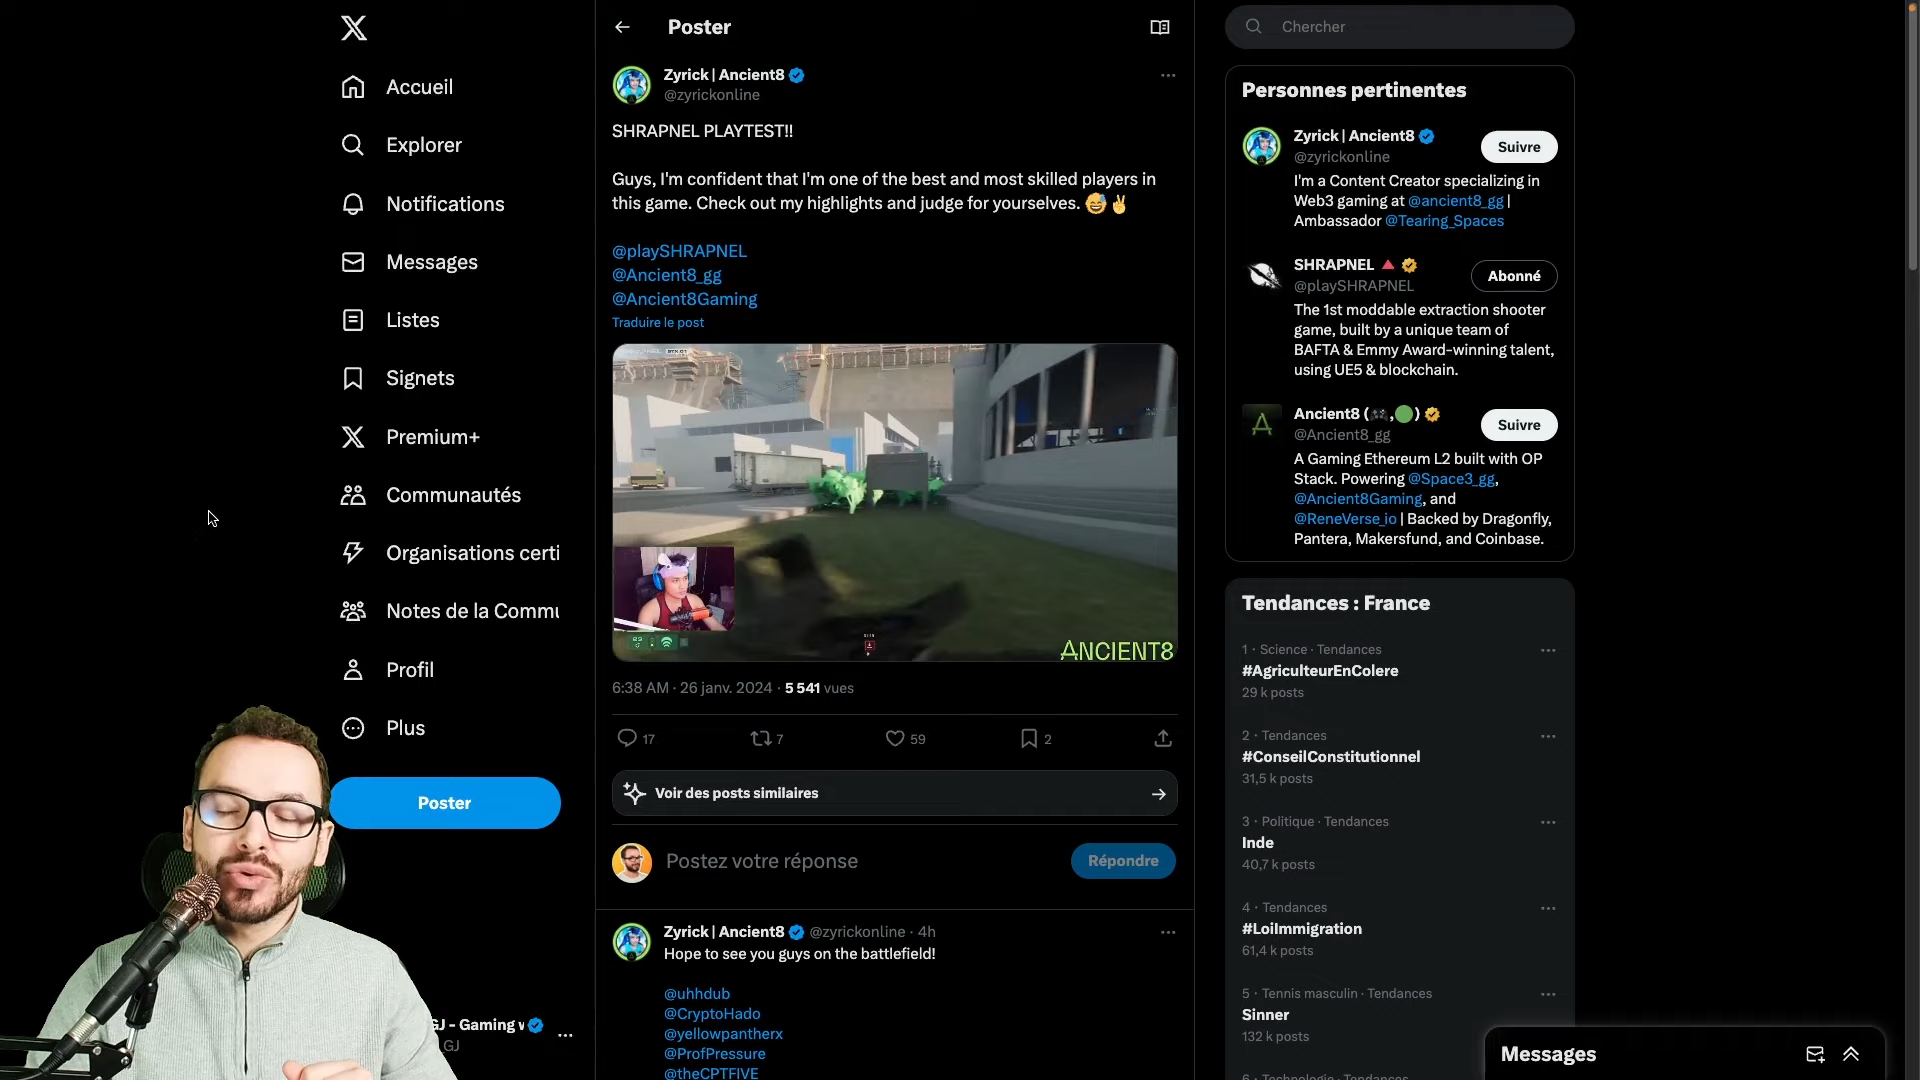 Accueil
Explorer
Notifications
Messages
Listes
Signets
Premium+
Communautés
Organisations certi
Notes de la Commu
Profil
Plus
Poster
GJ - Gaming
_GJ
Poster
Zyrick | Ancient8
@zyrickonline
SHRAPNEL PLAYTEST!!
Guys, I'm confident that I'm one of the best and most skilled players in
this game. Check out my highlights and judge for yourselves. 😅✌
@playSHRAPNEL
@Ancient8_gg
@Ancient8Gaming
Traduire le post
ANCIENT8
6:38 AM · 26 janv. 2024 · 5 541 vues
17
7
59
2
Voir des posts similaires
Postez votre réponse
Répondre
Zyrick | Ancient8 @zyrickonline · 4h
Hope to see you guys on the battlefield!
@uhhdub
@CryptoHado
@yellowpantherx
@ProfPressure
@theCPTFIVE
Chercher
Personnes pertinentes
Zyrick | Ancient8
@zyrickonline
Suivre
I'm a Content Creator specializing in
Web3 gaming at @ancient8_gg |
Ambassador @Tearing_Spaces
SHRAPNEL 🔺
@playSHRAPNEL
Abonné
The 1st moddable extraction shooter
game, built by a unique team of
BAFTA & Emmy Award-winning talent,
using UE5 & blockchain.
Ancient8 (🎮,🟢)
@Ancient8_gg
Suivre
A Gaming Ethereum L2 built with OP
Stack. Powering @Space3_gg,
@Ancient8Gaming, and
@ReneVerse_io | Backed by Dragonfly,
Pantera, Makersfund, and Coinbase.
Tendances : France
1 · Science · Tendances
#AgriculteurEnColere
29 k posts
2 · Tendances
#ConseilConstitutionnel
31,5 k posts
3 · Politique · Tendances
Inde
40,7 k posts
4 · Tendances
#LoiImmigration
61,4 k posts
5 · Tennis masculin · Tendances
Sinner
132 k posts
6 · Technologie · Tendances
Messages